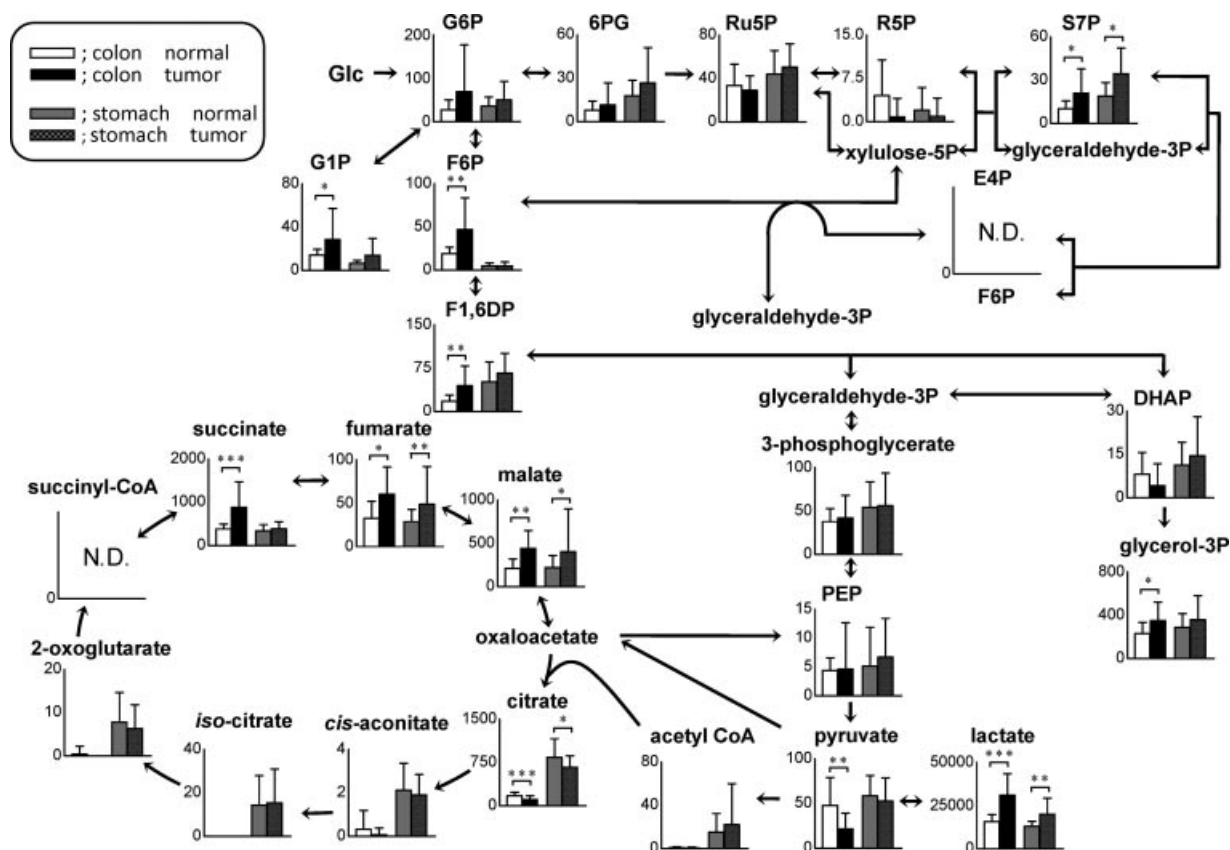 ; colon normal
; colon tumor
; stomach normal
; stomach tumor
Glc
G6P
200
100
0
6PG
60
30
0
Ru5P
80
40
0
R5P
15
7.5
0.0
S7P
60
30
0
*
*
xylulose-5P
glyceraldehyde-3P
G1P
80
40
0
*
F6P
100
50
0
**
E4P
N.D.
0
F6P
glyceraldehyde-3P
F1,6DP
150
75
0
**
glyceraldehyde-3P
DHAP
30
15
0
3-phosphoglycerate
100
50
0
succinate
2000
1000
0
***
fumarate
100
50
0
*
**
malate
1000
500
0
**
*
succinyl-CoA
N.D.
0
glycerol-3P
800
400
0
*
PEP
15
10
5
0
oxaloacetate
2-oxoglutarate
20
10
0
iso-citrate
40
20
0
cis-aconitate
4
2
0
citrate
1500
750
0
***
*
acetyl CoA
80
40
0
pyruvate
100
50
0
**
lactate
50000
25000
0
***
**